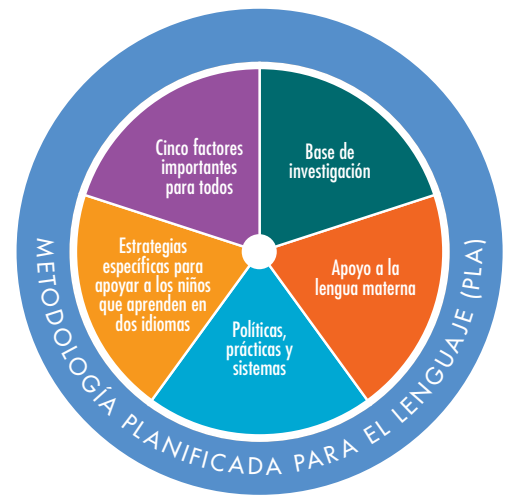 Cinco factores
importantes
para todos
Base de
investigación
Apoyo a la
lengua materna
Políticas,
prácticas y
sistemas
Estrategias
específicas para
apoyar a los niños
que aprenden en
dos idiomas
METODOLOGÍA PLANIFICADA PARA EL LENGUAJE (PLA)